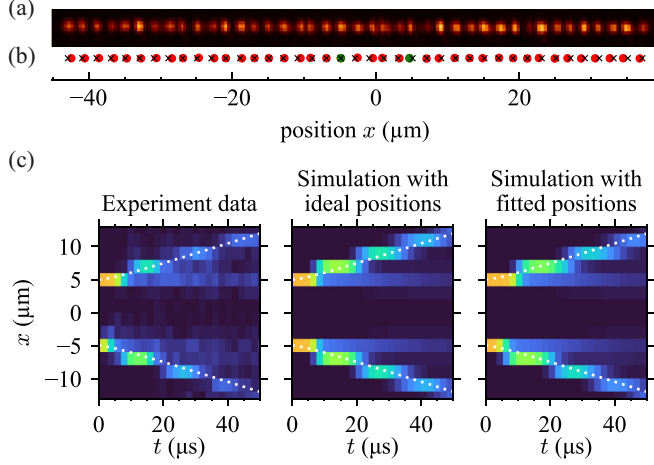 (a)
(b)
−40 −20 0 20
position x (µm)
(c)
Experiment data
Simulation with
ideal positions
Simulation with
fitted positions
10
5
0
−5
−10
x (µm)
0 20 40
0 20 40
0 20 40
t (µs)
t (µs)
t (µs)